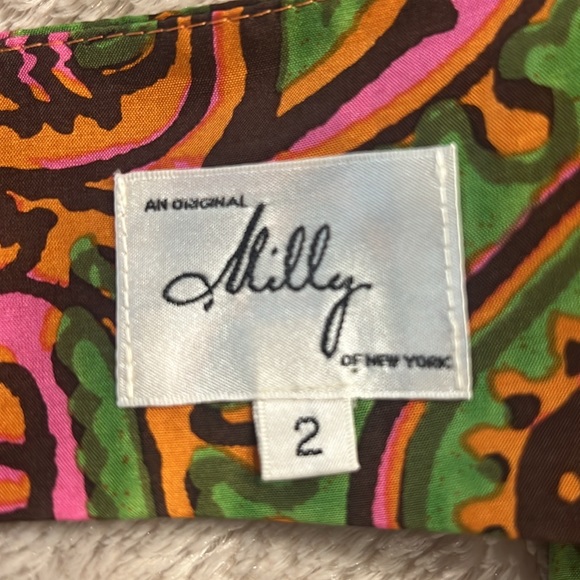 AN ORIGINAL
Milly
OF NEW YORK
2